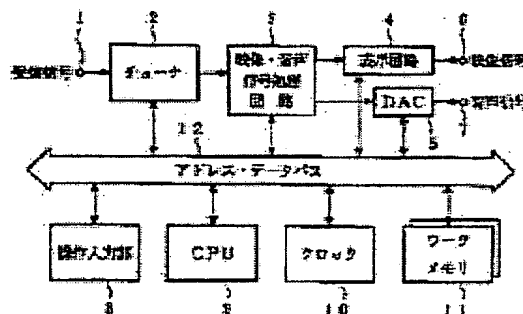 1 2 3 4 6
受信信号
チューナ
映像・音声
信号処理
回路
表示回路
映像信号
DAC
音声信号
5
7
12
アドレス・データバス
操作入力部
CPU
クロック
ワーク
メモリ
8 9 10 11